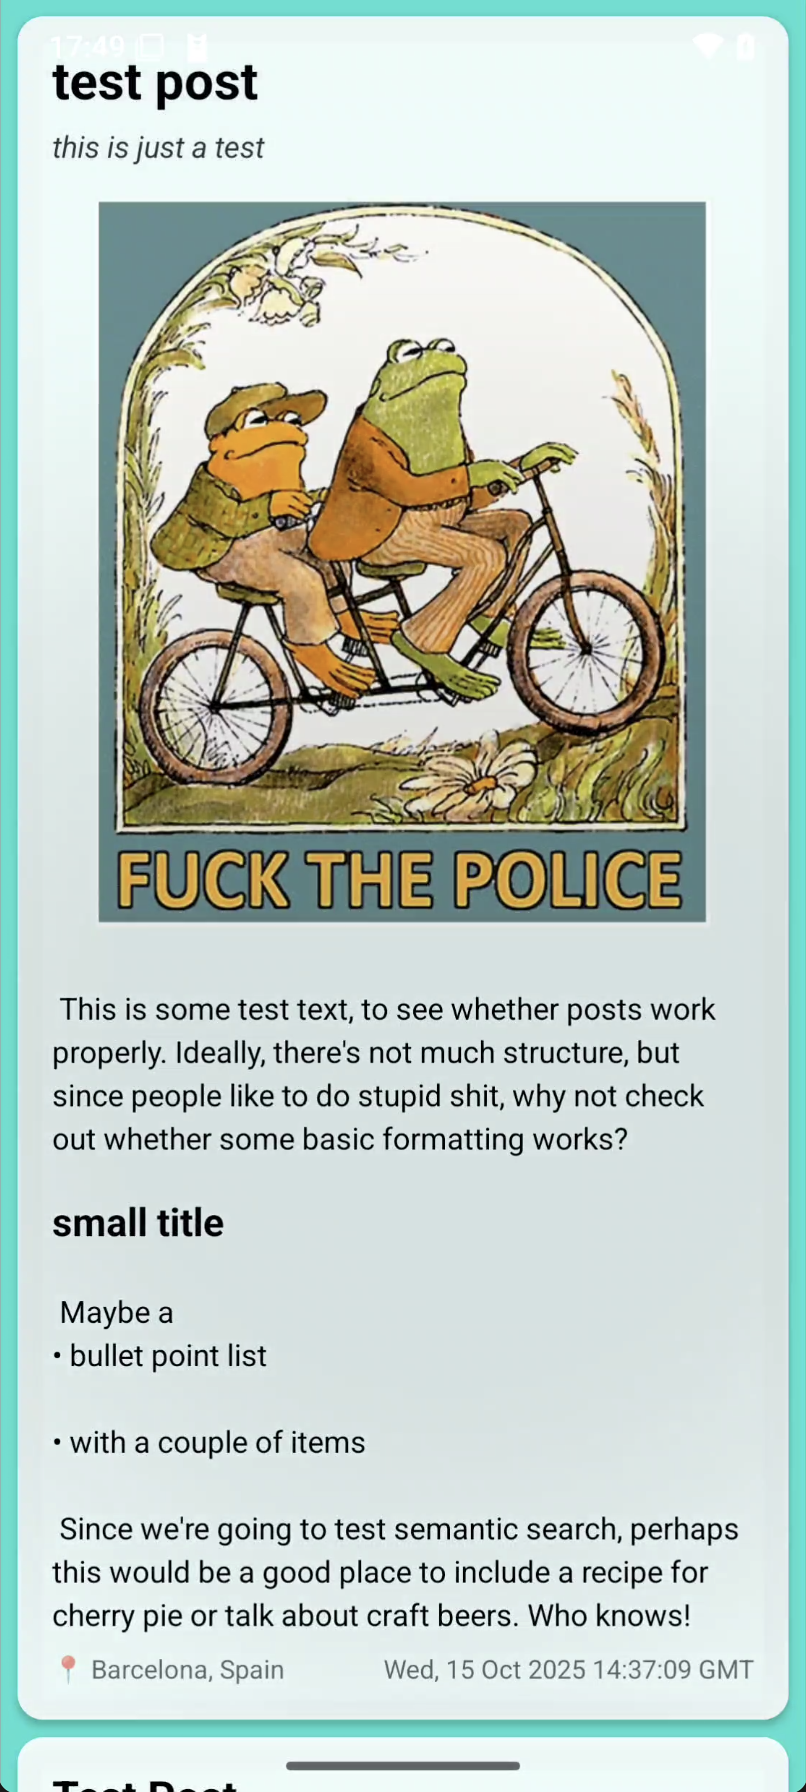 17:49
test post
this is just a test
FUCK THE POLICE
This is some test text, to see whether posts work
properly. Ideally, there's not much structure, but
since people like to do stupid shit, why not check
out whether some basic formatting works?
small title
Maybe a
• bullet point list
• with a couple of items
Since we're going to test semantic search, perhaps
this would be a good place to include a recipe for
cherry pie or talk about craft beers. Who knows!
📍 Barcelona, Spain Wed, 15 Oct 2025 14:37:09 GMT
Test Post